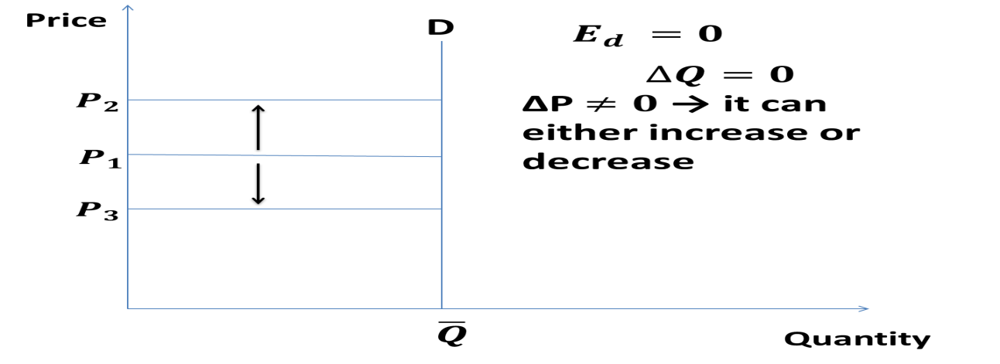 Price
D
E_d = 0
ΔQ = 0
P_2
ΔP ≠ 0 → it can
either increase or
P_1
decrease
P_3
Q̅
Quantity